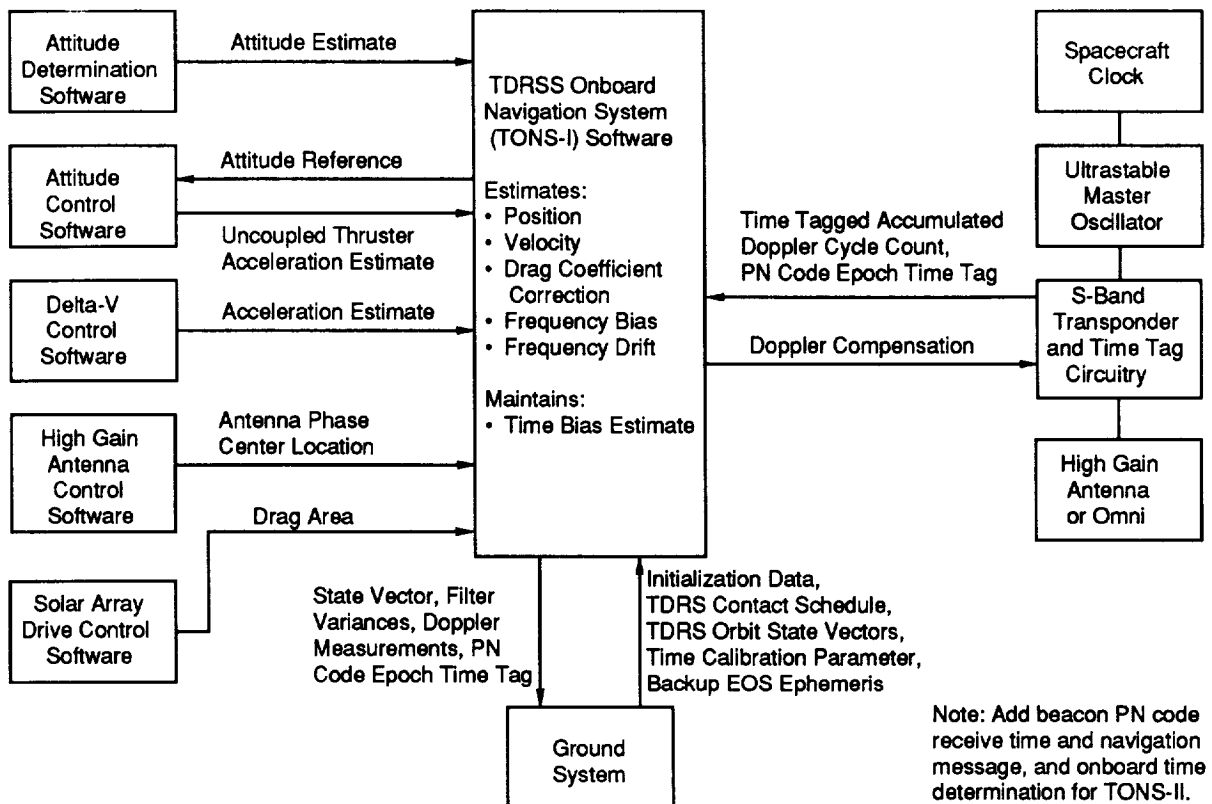 Attitude
Determination
Software
Attitude Estimate
Attitude
Control
Software
Attitude Reference
Uncoupled Thruster
Acceleration Estimate
Delta-V
Control
Software
Acceleration Estimate
High Gain
Antenna
Control
Software
Antenna Phase
Center Location
Solar Array
Drive Control
Software
Drag Area
TDRSS Onboard
Navigation System
(TONS-I) Software
Estimates:
• Position
• Velocity
• Drag Coefficient
Correction
• Frequency Bias
• Frequency Drift
Maintains:
• Time Bias Estimate
Time Tagged Accumulated
Doppler Cycle Count,
PN Code Epoch Time Tag
Doppler Compensation
Spacecraft
Clock
Ultrastable
Master
Oscillator
S-Band
Transponder
and Time Tag
Circuitry
High Gain
Antenna
or Omni
State Vector, Filter
Variances, Doppler
Measurements, PN
Code Epoch Time Tag
Initialization Data,
TDRS Contact Schedule,
TDRS Orbit State Vectors,
Time Calibration Parameter,
Backup EOS Ephemeris
Ground
System
Note: Add beacon PN code
receive time and navigation
message, and onboard time
determination for TONS-II.